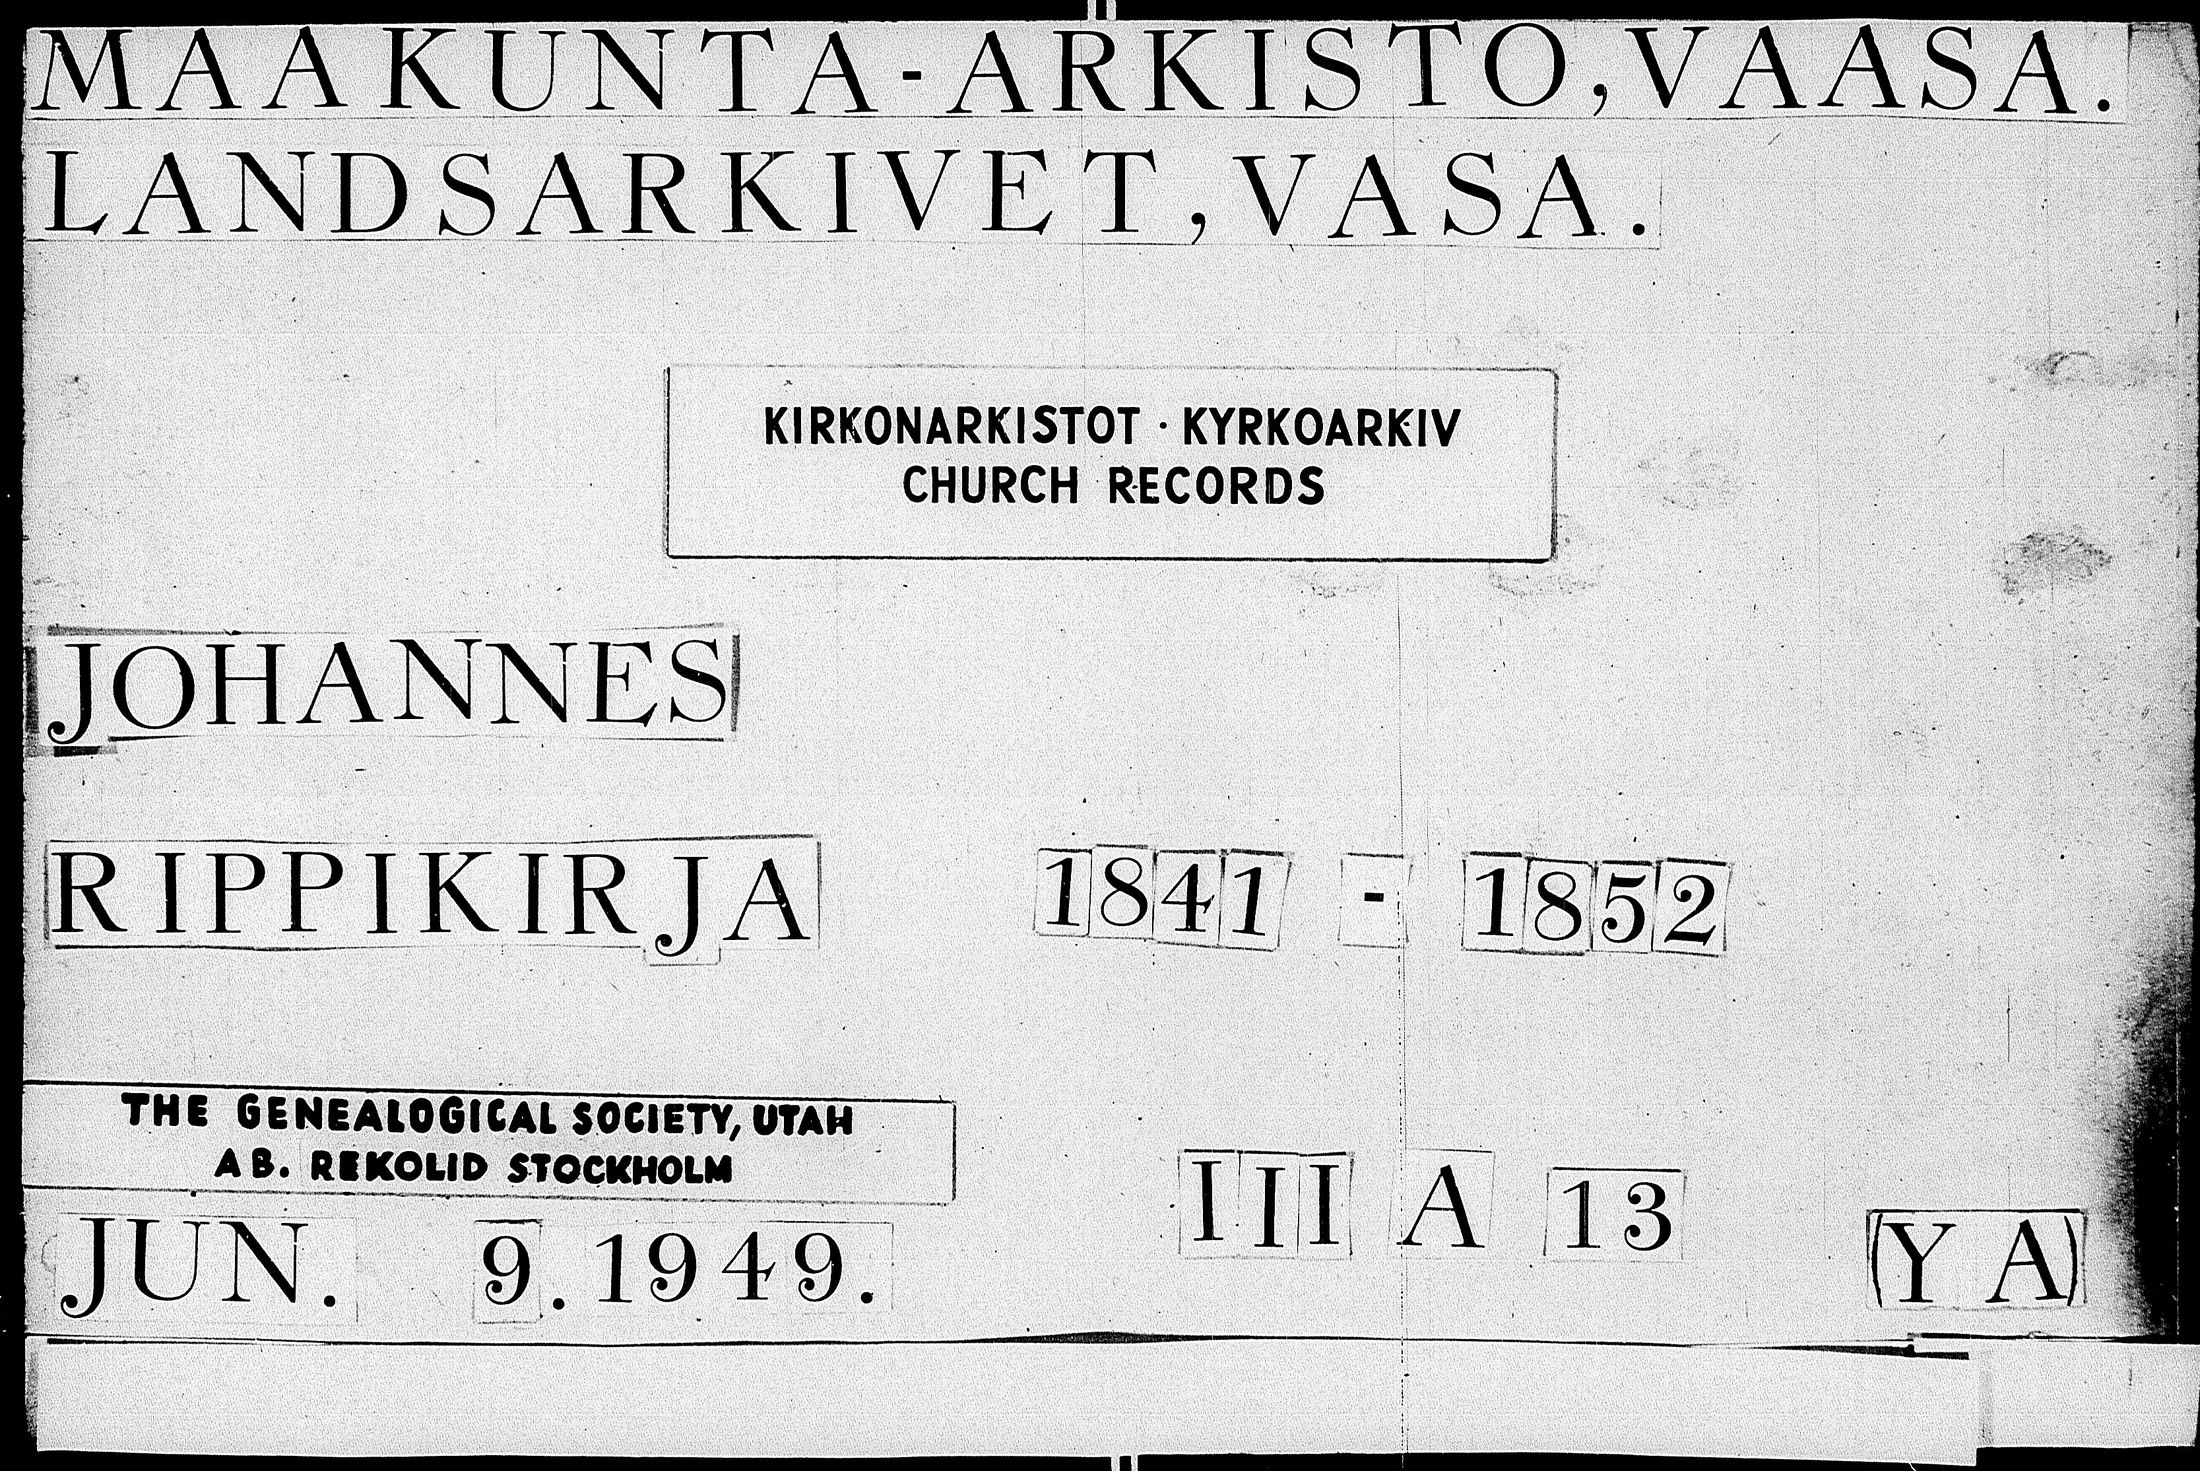 MAAKUNTA-ARKISTO, VAASA.
LANDSARKIVET, VASA.
KIRKONARKISTOT · KYRKOARKIV
CHURCH RECORDS
JOHANNES
RIPPIKIRJA 1841 - 1852
THE GENEALOGICAL SOCIETY, UTAH
AB. REKOLID STOCKHOLM
III A 13
JUN. 9. 1949. (Y A)